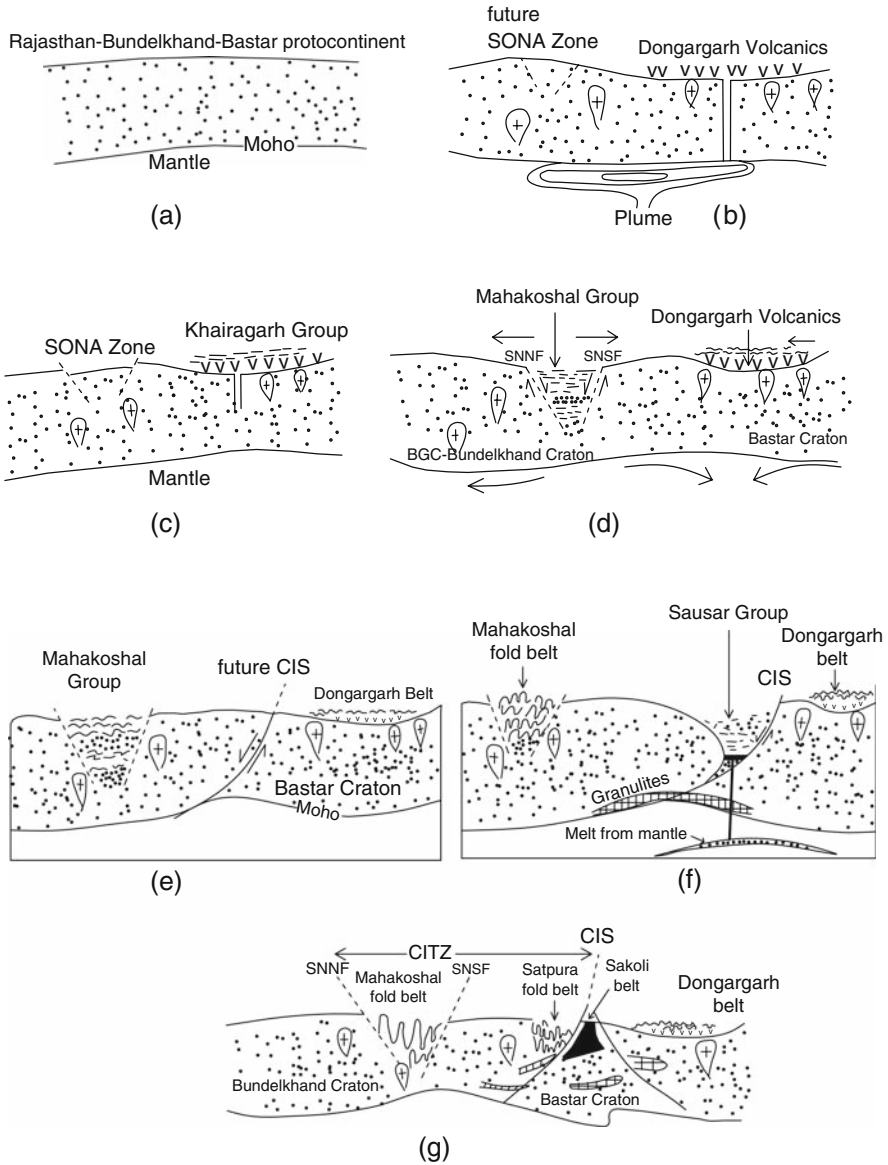 Rajasthan-Bundelkhand-Bastar protocontinent
Moho
Mantle
(a)
future
SONA Zone
Dongargarh Volcanics
V V V V V V V V V
Plume
(b)
SONA Zone
Khairagarh Group
V V V V V V V
Mantle
(c)
Mahakoshal Group
Dongargarh Volcanics
SNNF
SNSF
V V V V V V V
BGC-Bundelkhand Craton
Bastar Craton
(d)
Mahakoshal
Group
future CIS
Dongargarh Belt
v v v v v v
Bastar Craton
Moho
(e)
Mahakoshal
fold belt
Sausar Group
Dongargarh
belt
CIS
v v v v
Granulites
Melt from mantle
(f)
CITZ
CIS
SNNF
Mahakoshal
fold belt
SNSF
Satpura
fold belt
Sakoli
belt
Dongargarh
belt
v v v v
Bundelkhand Craton
Bastar Craton
(g)